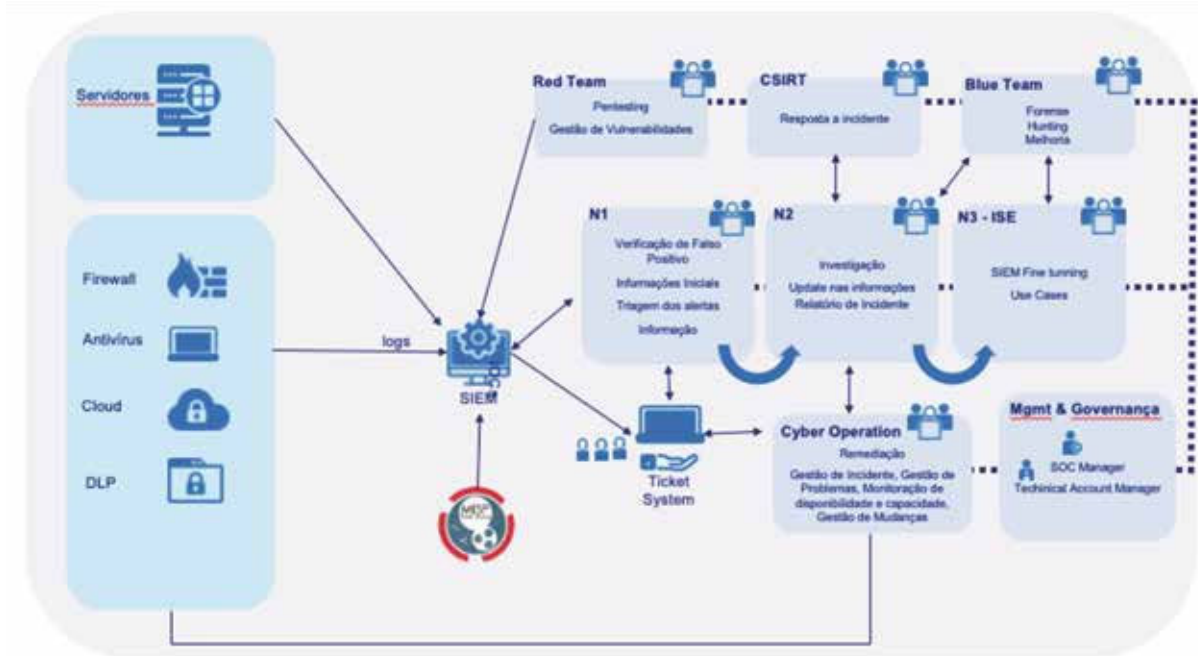 Servidores
Firewall
Antivírus
Cloud
DLP
logs
SIEM
MISP
Red Team
Pentesting
Gestão de Vulnerabilidades
CSIRT
Resposta a incidente
Blue Team
Forense
Hunting
Melhoria
N1
Verificação de Falso
Positivo
Informações Iniciais
Triagem dos alertas
Informação
N2
Investigação
Update nas informações
Relatório de Incidente
N3 - ISE
SIEM Fine tunning
Use Cases
Ticket
System
Cyber Operation
Remediação
Gestão de incidente, Gestão de
Problemas, Monitoração de
disponibilidade e capacidade,
Gestão de Mudanças
Mgmt & Governança
SOC Manager
Techinical Account Manager